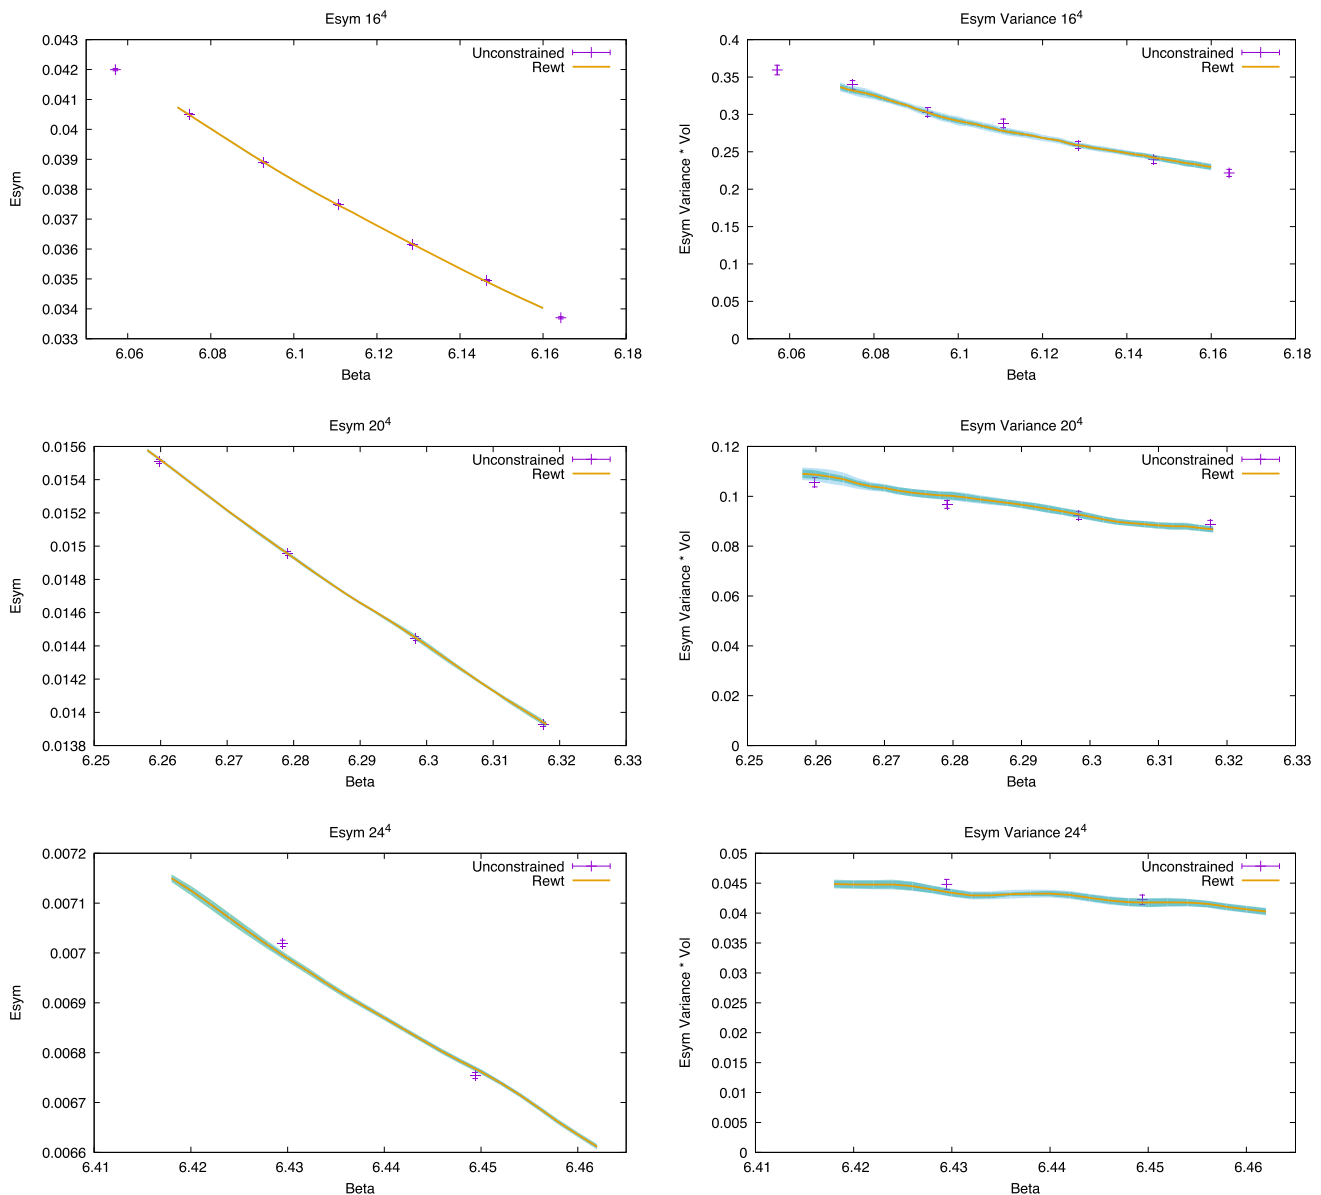 Esym 16^4
Unconstrained
Rewt
Esym
0.043
0.042
0.041
0.04
0.039
0.038
0.037
0.036
0.035
0.034
0.033
6.06 6.08 6.1 6.12 6.14 6.16 6.18
Beta
Esym Variance 16^4
Unconstrained
Rewt
Esym Variance * Vol
0.4
0.35
0.3
0.25
0.2
0.15
0.1
0.05
0
6.06 6.08 6.1 6.12 6.14 6.16 6.18
Beta
Esym 20^4
Unconstrained
Rewt
Esym
0.0156
0.0154
0.0152
0.015
0.0148
0.0146
0.0144
0.0142
0.014
0.0138
6.25 6.26 6.27 6.28 6.29 6.3 6.31 6.32 6.33
Beta
Esym Variance 20^4
Unconstrained
Rewt
Esym Variance * Vol
0.12
0.1
0.08
0.06
0.04
0.02
0
6.25 6.26 6.27 6.28 6.29 6.3 6.31 6.32 6.33
Beta
Esym 24^4
Unconstrained
Rewt
Esym
0.0072
0.0071
0.007
0.0069
0.0068
0.0067
0.0066
6.41 6.42 6.43 6.44 6.45 6.46
Beta
Esym Variance 24^4
Unconstrained
Rewt
Esym Variance * Vol
0.05
0.045
0.04
0.035
0.03
0.025
0.02
0.015
0.01
0.005
0
6.41 6.42 6.43 6.44 6.45 6.46
Beta